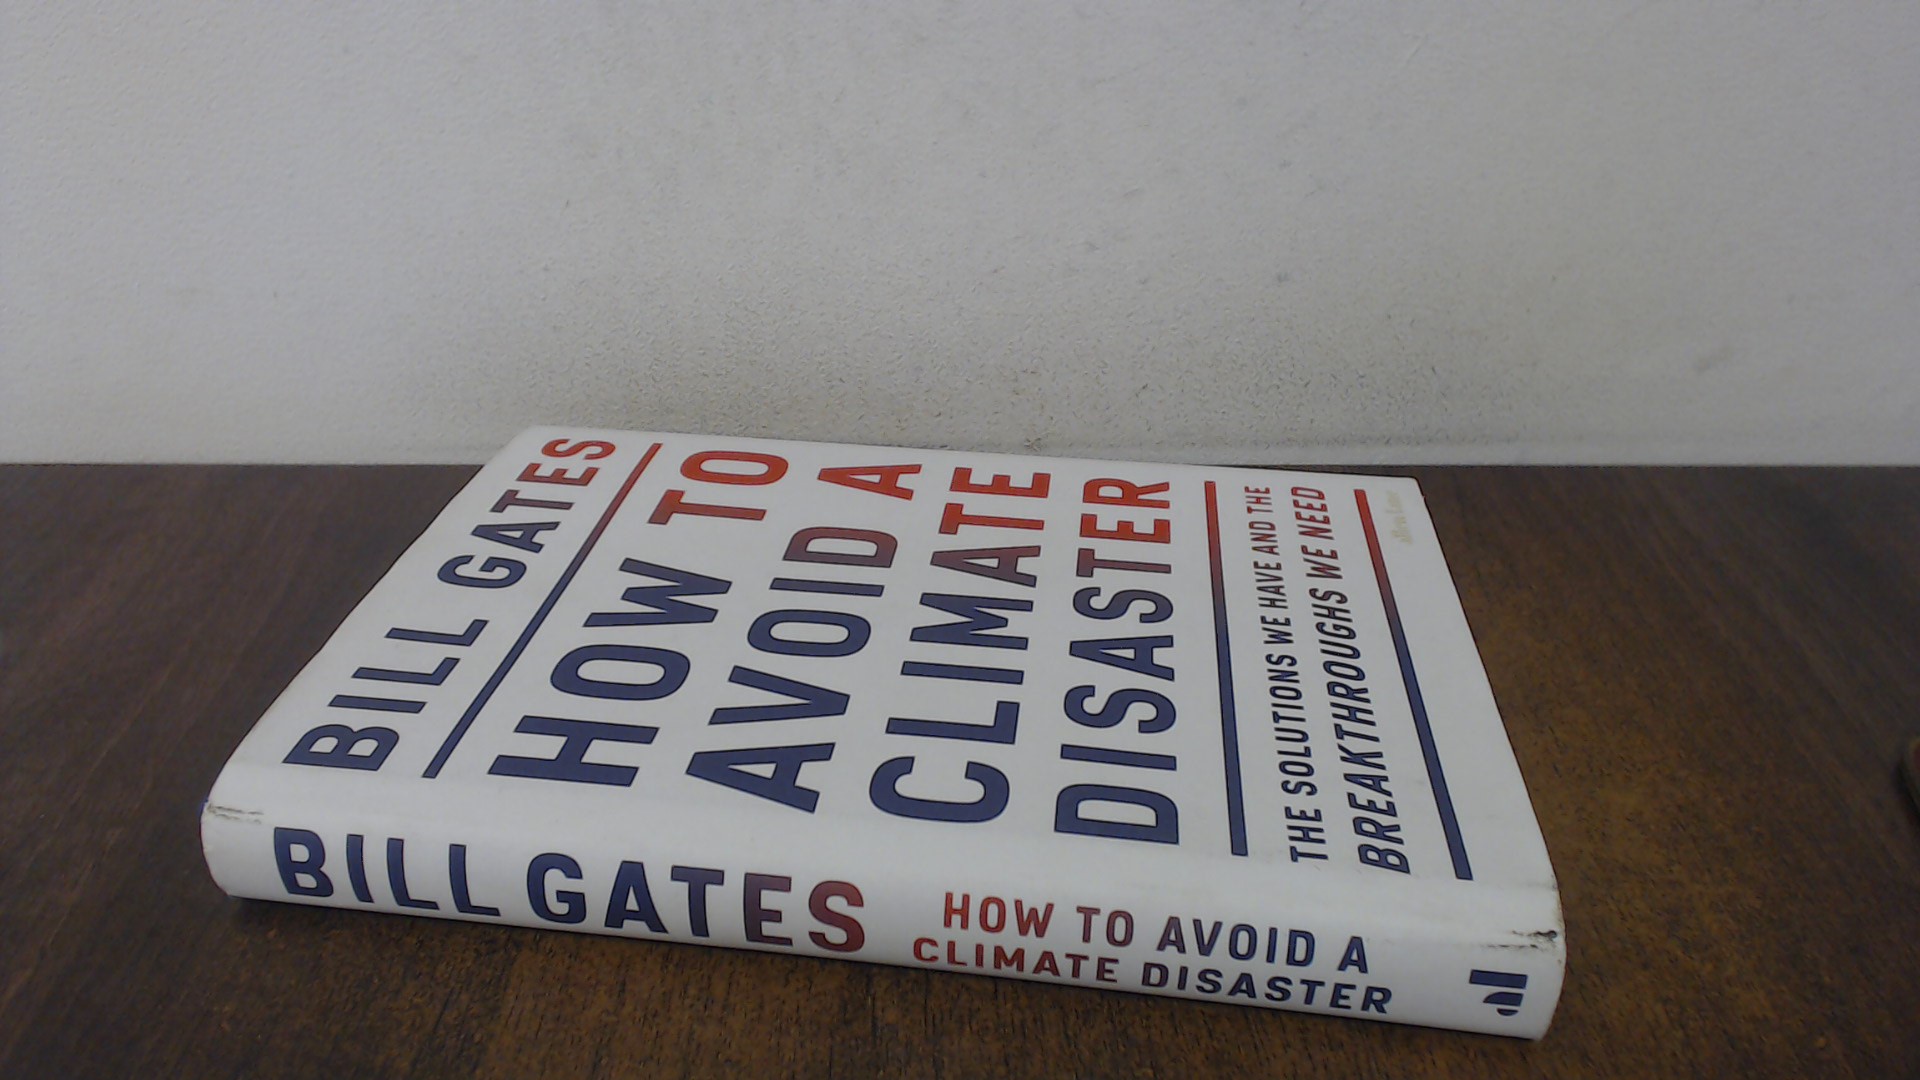 BILL GATES
HOW TO
AVOID A
CLIMATE
DISASTER
THE SOLUTIONS WE HAVE AND THE
BREAKTHROUGHS WE NEED
BILL GATES
HOW TO AVOID A
CLIMATE DISASTER